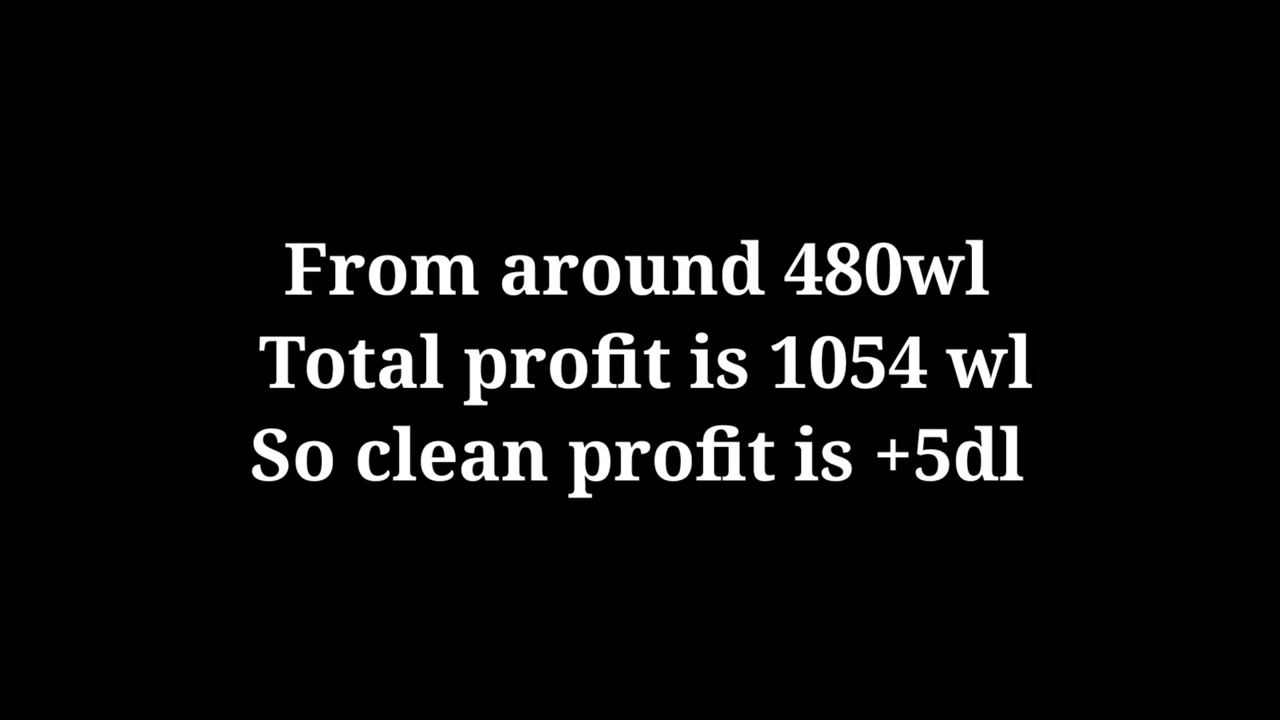 From around 480wl
Total profit is 1054 wl
So clean profit is +5dl